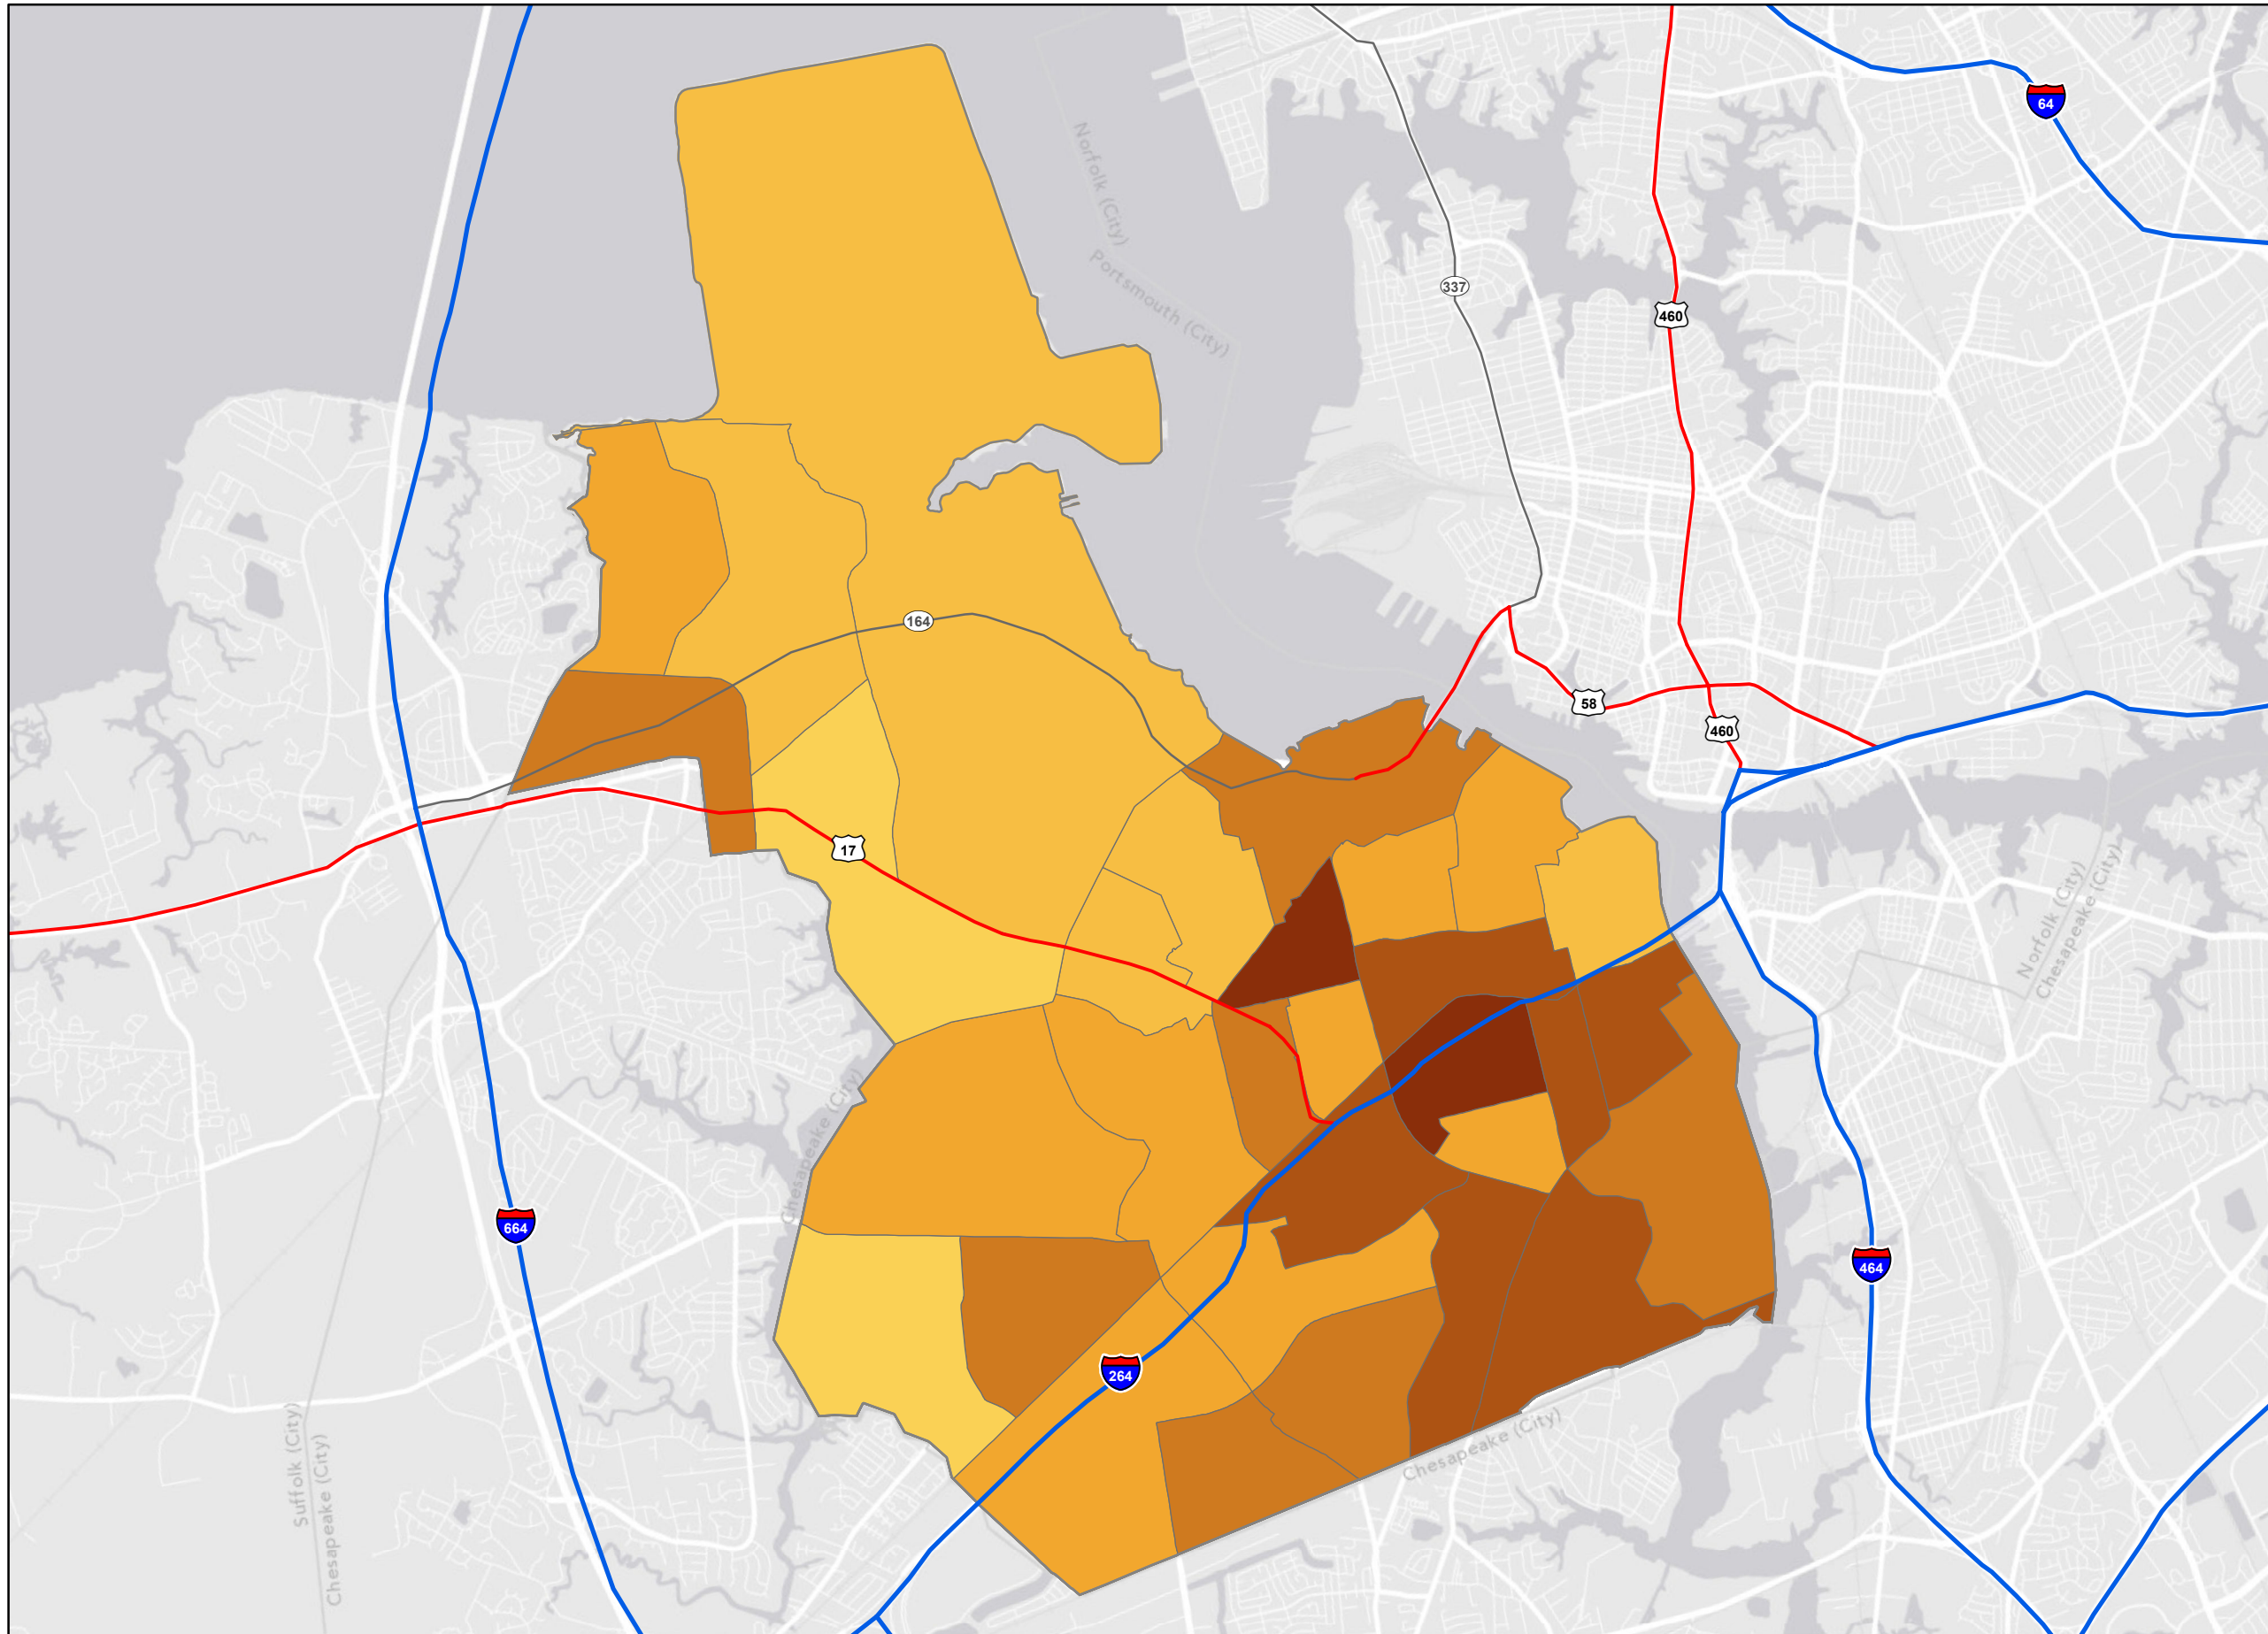 64
Norfolk (City)
Portsmouth (City)
337
460
164
58
460
17
Norfolk (City)
Chesapeake (City)
Chesapeake (City)
664
464
264
Chesapeake (City)
Suffolk (City)
Chesapeake (City)